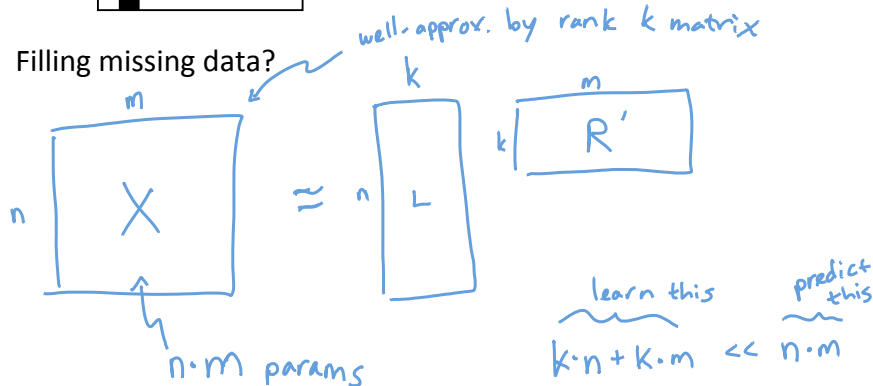 well-approx. by rank k matrix
Filling missing data?
m
k
m
n
X
≈
n
L
k
R'
learn this
predict this
k·n + k·m << n·m
n·m params